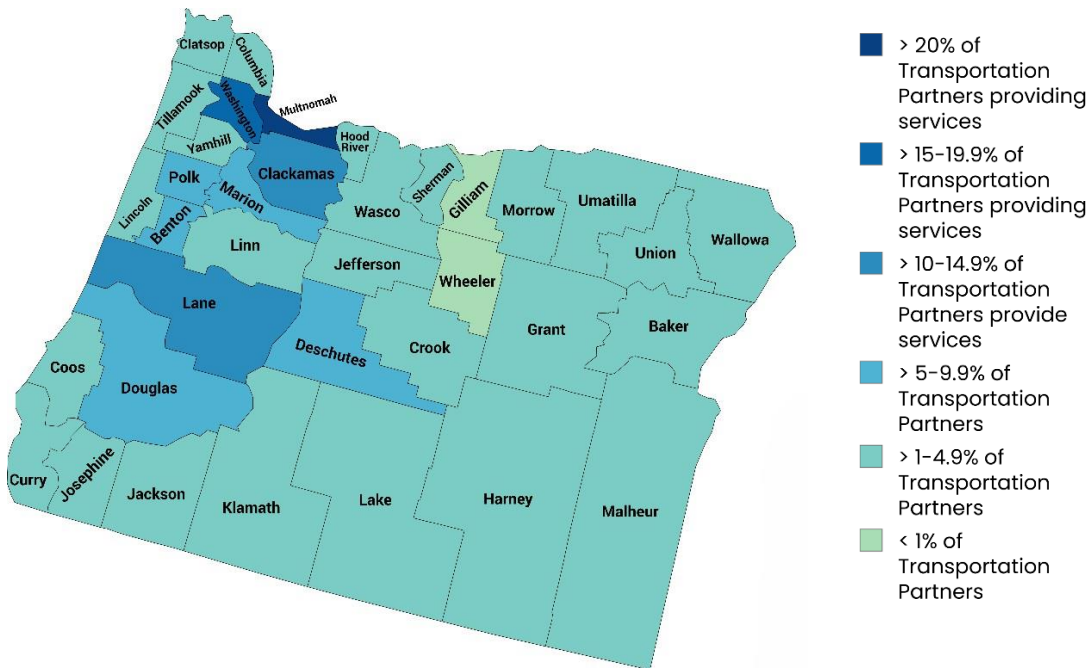 Clatsop
Columbia
Tillamook
Washington
Multnomah
Yamhill
Hood
River
Clackamas
Polk
Marion
Lincoln
Benton
Linn
Wasco
Sherman
Gilliam
Morrow
Umatilla
Union
Wallowa
Jefferson
Wheeler
Lane
Grant
Baker
Deschutes
Crook
Coos
Douglas
Curry
Josephine
Jackson
Klamath
Lake
Harney
Malheur
> 20% of
Transportation
Partners providing
services
> 15-19.9% of
Transportation
Partners providing
services
> 10-14.9% of
Transportation
Partners provide
services
> 5-9.9% of
Transportation
Partners
> 1-4.9% of
Transportation
Partners
< 1% of
Transportation
Partners